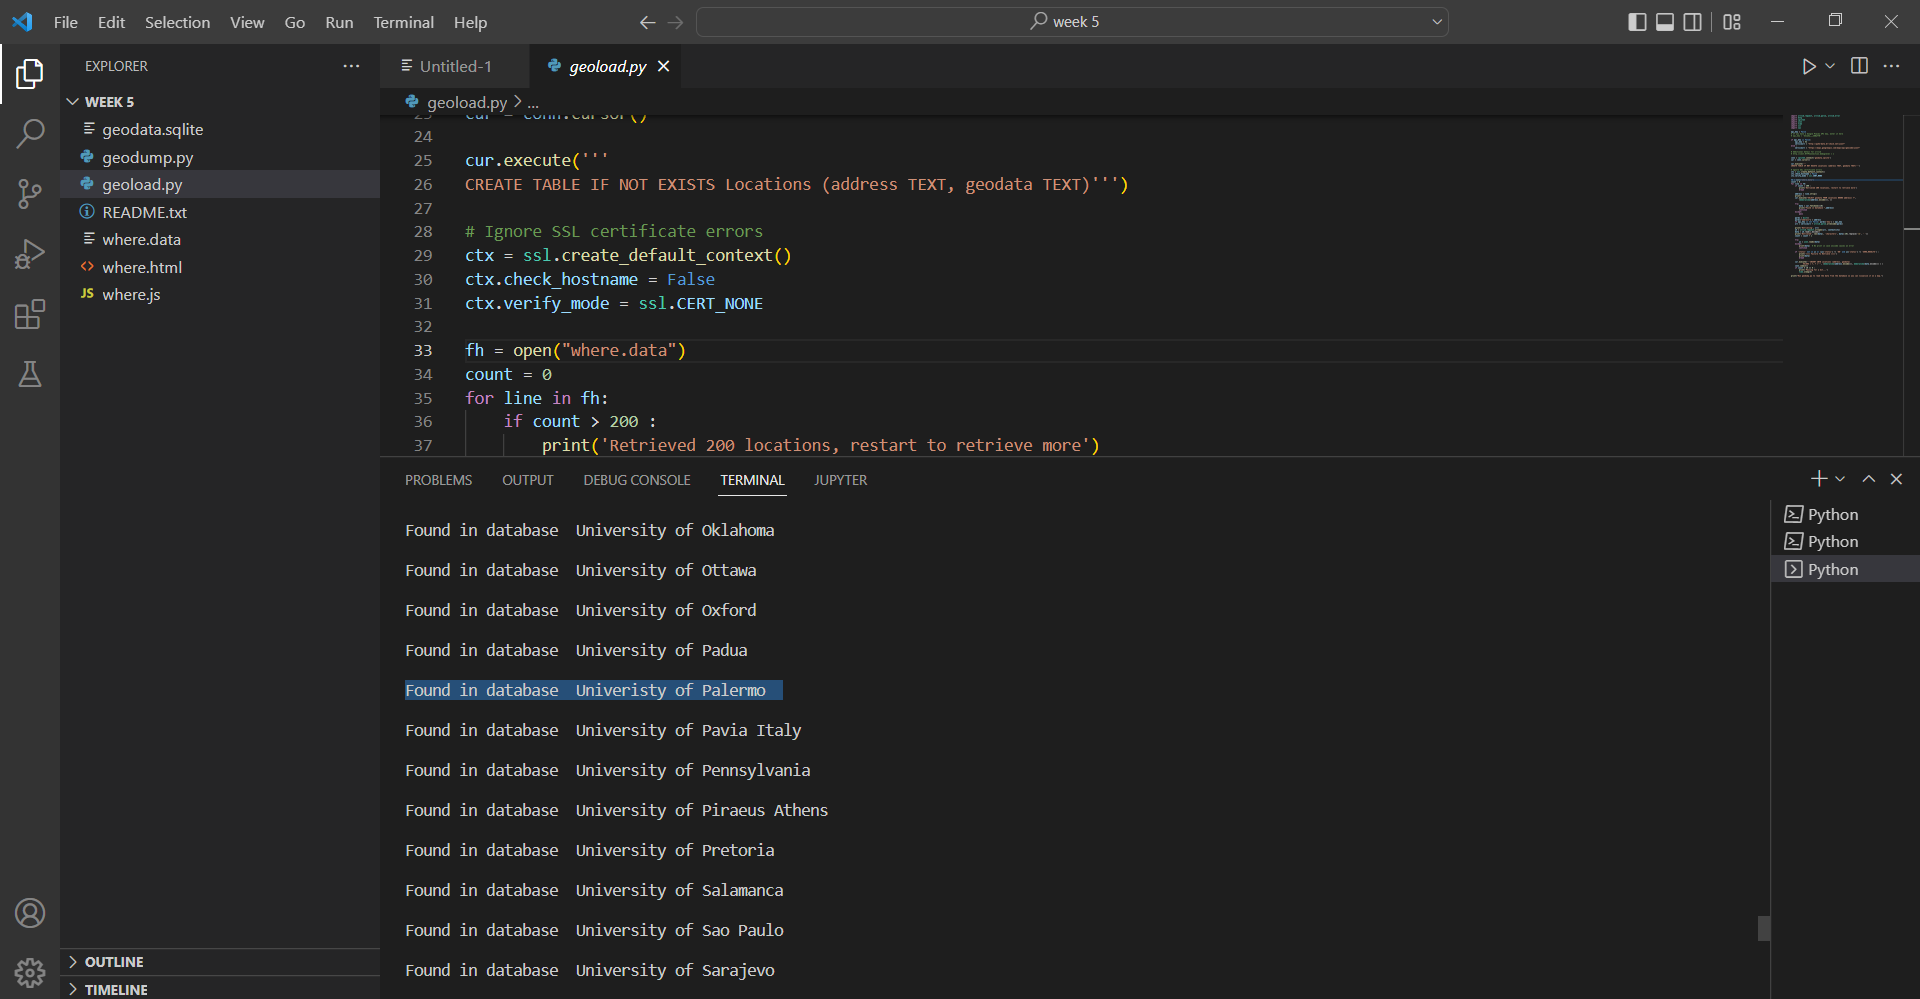 File Edit Selection View Go Run Terminal Help
week 5
EXPLORER
WEEK 5
geodata.sqlite
geodump.py
geoload.py
README.txt
where.data
where.html
JS where.js
OUTLINE
TIMELINE
Untitled-1
geoload.py
geoload.py > ...
23 cur = conn.cursor()
24
25 cur.execute('''
26 CREATE TABLE IF NOT EXISTS Locations (address TEXT, geodata TEXT)''')
27
28 # Ignore SSL certificate errors
29 ctx = ssl.create_default_context()
30 ctx.check_hostname = False
31 ctx.verify_mode = ssl.CERT_NONE
32
33 fh = open("where.data")
34 count = 0
35 for line in fh:
36 if count > 200 :
37 print('Retrieved 200 locations, restart to retrieve more')
PROBLEMS OUTPUT DEBUG CONSOLE TERMINAL JUPYTER
Found in database  University of Oklahoma
Found in database  University of Ottawa
Found in database  University of Oxford
Found in database  University of Padua
Found in database  Univeristy of Palermo
Found in database  University of Pavia Italy
Found in database  University of Pennsylvania
Found in database  University of Piraeus Athens
Found in database  University of Pretoria
Found in database  University of Salamanca
Found in database  University of Sao Paulo
Found in database  University of Sarajevo
Python
Python
Python